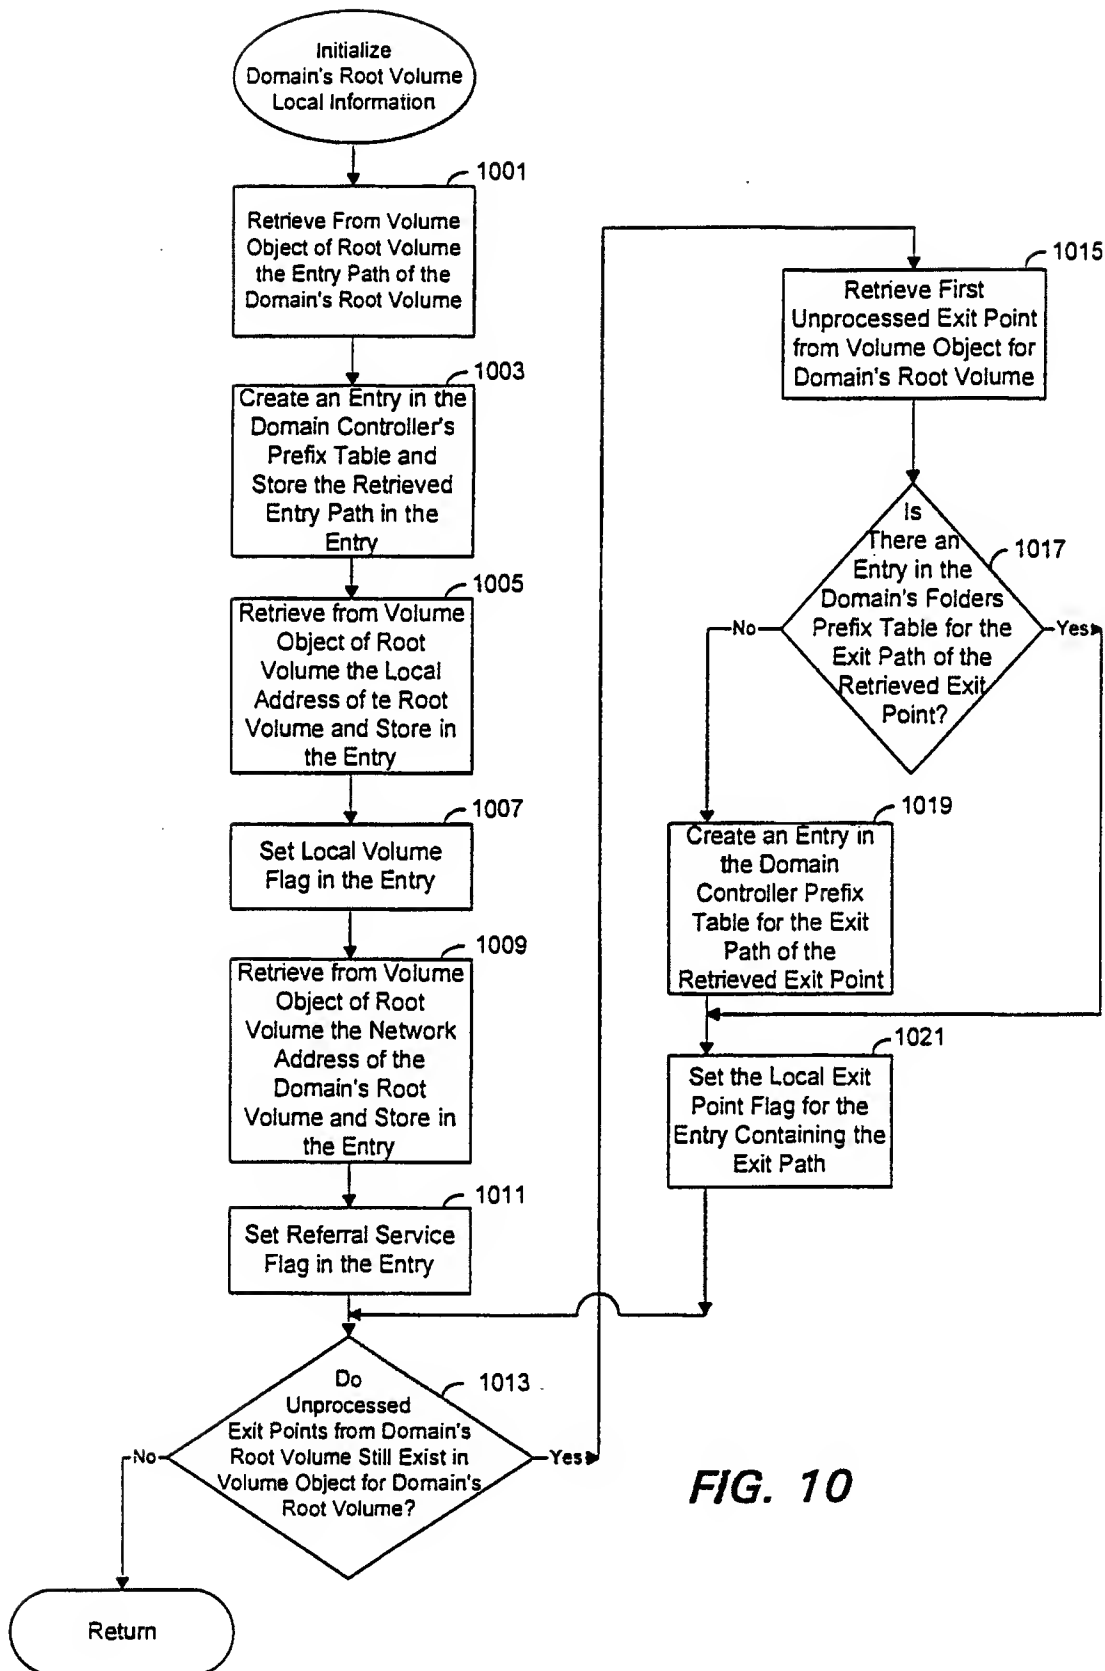 Initialize
Domain's Root Volume
Local Information
1001
Retrieve From Volume
Object of Root Volume
the Entry Path of the
Domain's Root Volume
1003
Create an Entry in the
Domain Controller's
Prefix Table and
Store the Retrieved
Entry Path in the
Entry
1005
Retrieve from Volume
Object of Root
Volume the Local
Address of te Root
Volume and Store in
the Entry
1007
Set Local Volume
Flag in the Entry
1009
Retrieve from Volume
Object of Root
Volume the Network
Address of the
Domain's Root
Volume and Store in
the Entry
1011
Set Referral Service
Flag in the Entry
1013
Do
Unprocessed
Exit Points from Domain's
Root Volume Still Exist in
Volume Object for Domain's
Root Volume?
No
Yes
Return
1015
Retrieve First
Unprocessed Exit Point
from Volume Object for
Domain's Root Volume
1017
Is
There an
Entry in the
Domain's Folders
Prefix Table for the
Exit Path of the
Retrieved Exit
Point?
No
Yes
1019
Create an Entry in
the Domain
Controller Prefix
Table for the Exit
Path of the
Retrieved Exit Point
1021
Set the Local Exit
Point Flag for the
Entry Containing the
Exit Path
FIG. 10